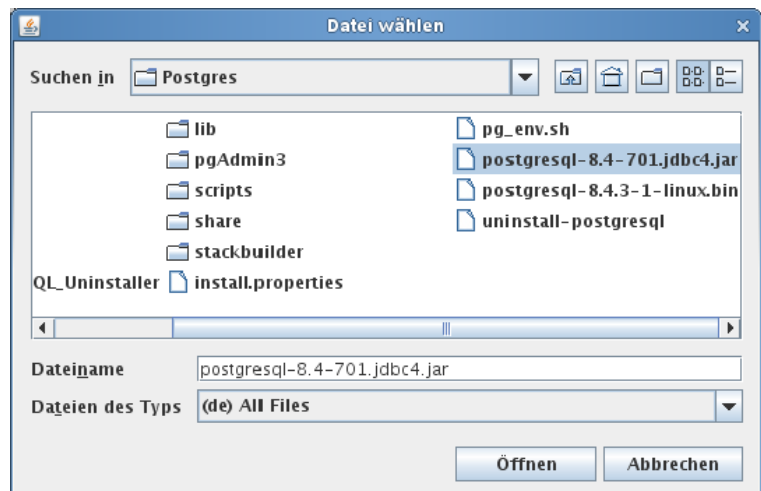 Datei wählen
Suchen in Postgres
lib
pgAdmin3
scripts
share
stackbuilder
QL_Uninstaller install.properties
pg_env.sh
postgresql-8.4-701.jdbc4.jar
postgresql-8.4.3-1-linux.bin
uninstall-postgresql
Dateiname postgresql-8.4-701.jdbc4.jar
Dateien des Typs (de) All Files
Öffnen Abbrechen